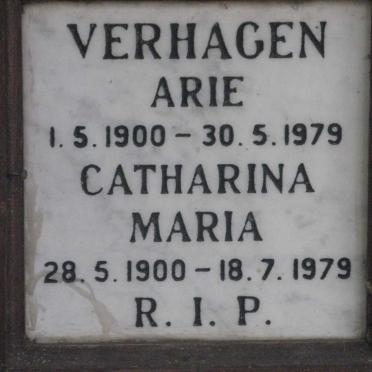 VERHAGEN
ARIE
1.5.1900 - 30.5.1979
CATHARINA
MARIA
28.5.1900 - 18.7.1979
R. I. P.